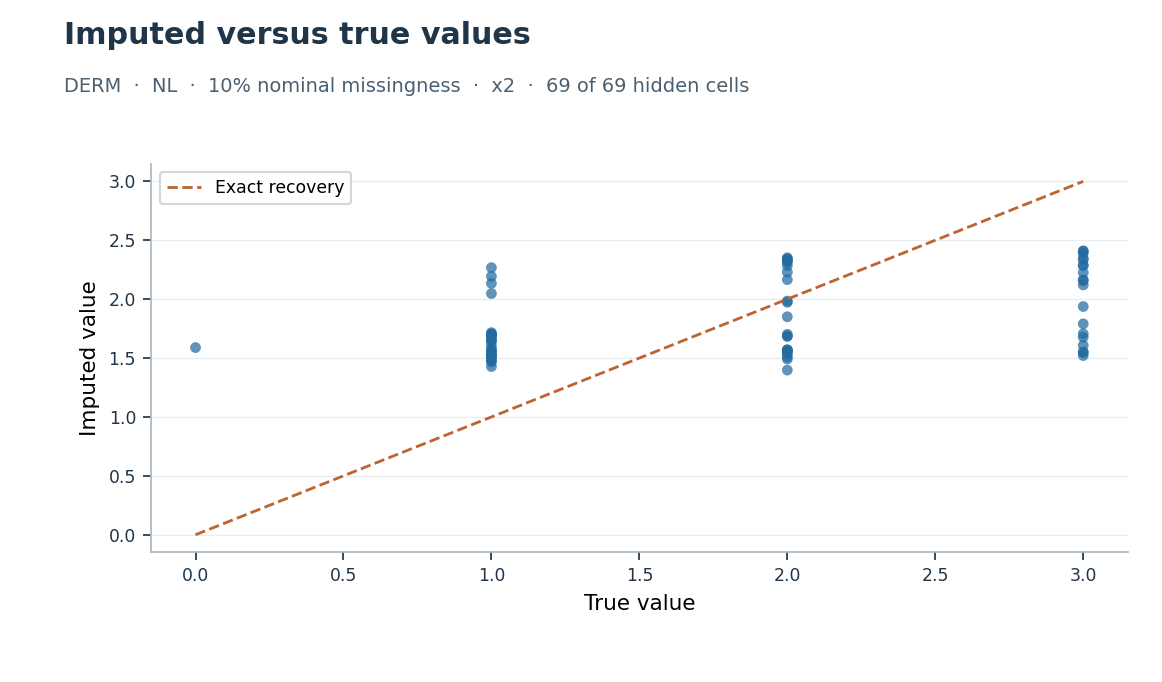 Imputed versus true values
DERM · NL · 10% nominal missingness · x2 · 69 of 69 hidden cells
Exact recovery
3.0
2.5
2.0
1.5
1.0
0.5
0.0
Imputed value
0.0 0.5 1.0 1.5 2.0 2.5 3.0
True value